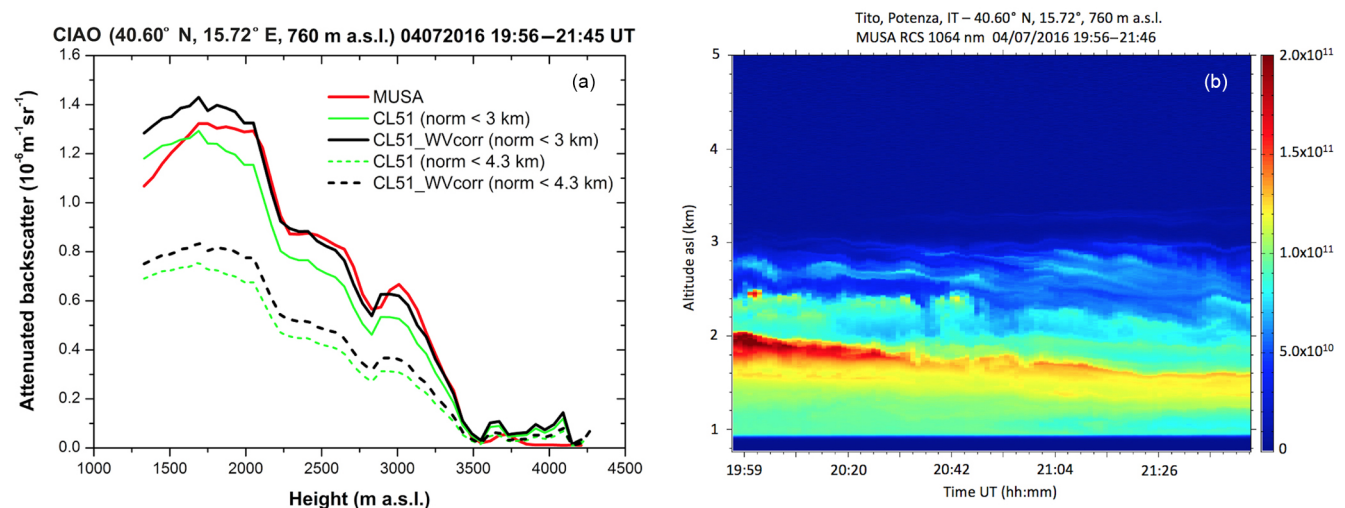 CIAO (40.60° N, 15.72° E, 760 m a.s.l.) 04072016 19:56–21:45 UT
(a)
MUSA
CL51 (norm < 3 km)
CL51_WVcorr (norm < 3 km)
CL51 (norm < 4.3 km)
CL51_WVcorr (norm < 4.3 km)
Attenuated backscatter (10⁻⁶m⁻¹sr⁻¹)
1.6
1.4
1.2
1.0
0.8
0.6
0.4
0.2
0.0
1000
1500
2000
2500
3000
3500
4000
4500
Height (m a.s.l.)
Tito, Potenza, IT – 40.60° N, 15.72°, 760 m a.s.l.
MUSA RCS 1064 nm 04/07/2016 19:56–21:46
(b)
Altitude asl (km)
5
4
3
2
1
19:59
20:20
20:42
21:04
21:26
Time UT (hh:mm)
2.0x10¹¹
1.5x10¹¹
1.0x10¹¹
5.0x10¹⁰
0